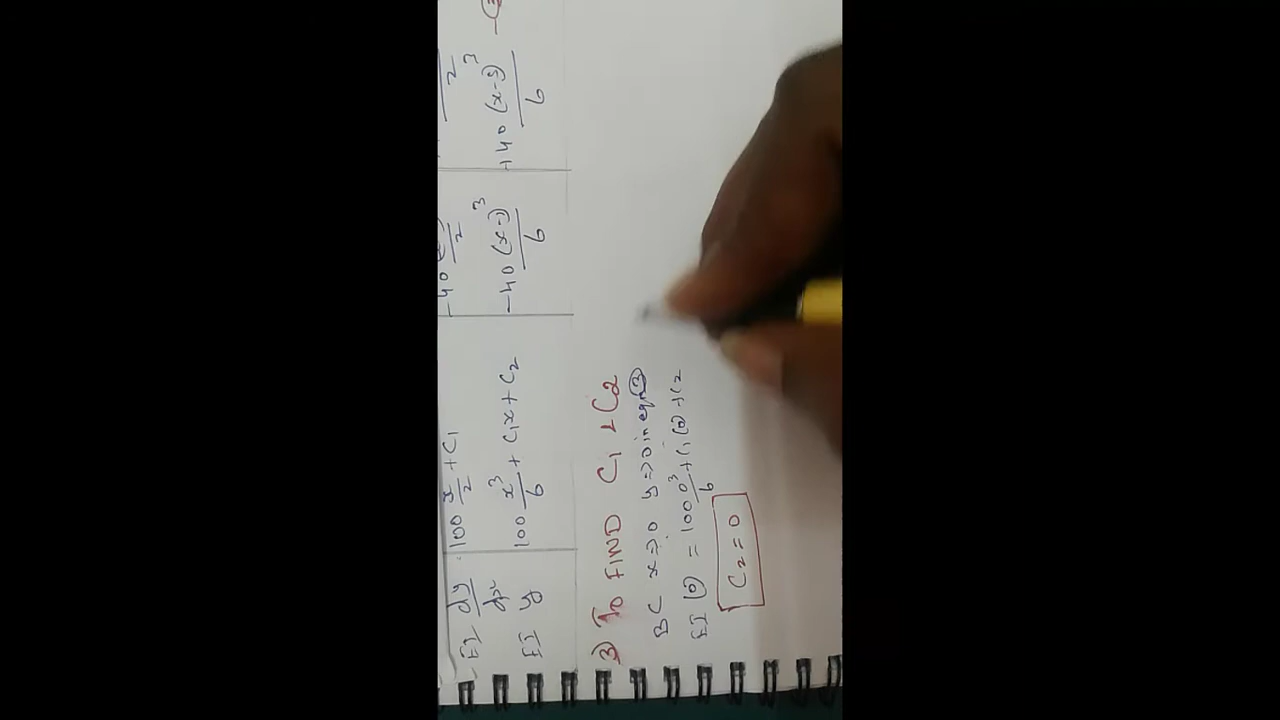 EI dy/dx 100 x/2 + C1 -40 2 2
EI y 100 x³/6 + C1x + C2 -40 (x-1)³/6 +40 (x-3)³/6
3) To FIND C1 & C2
BC x=>0 y=>0 in eqn 3
EI (0) = 100 0³/6 + C1 (0) + C2
C2 = 0